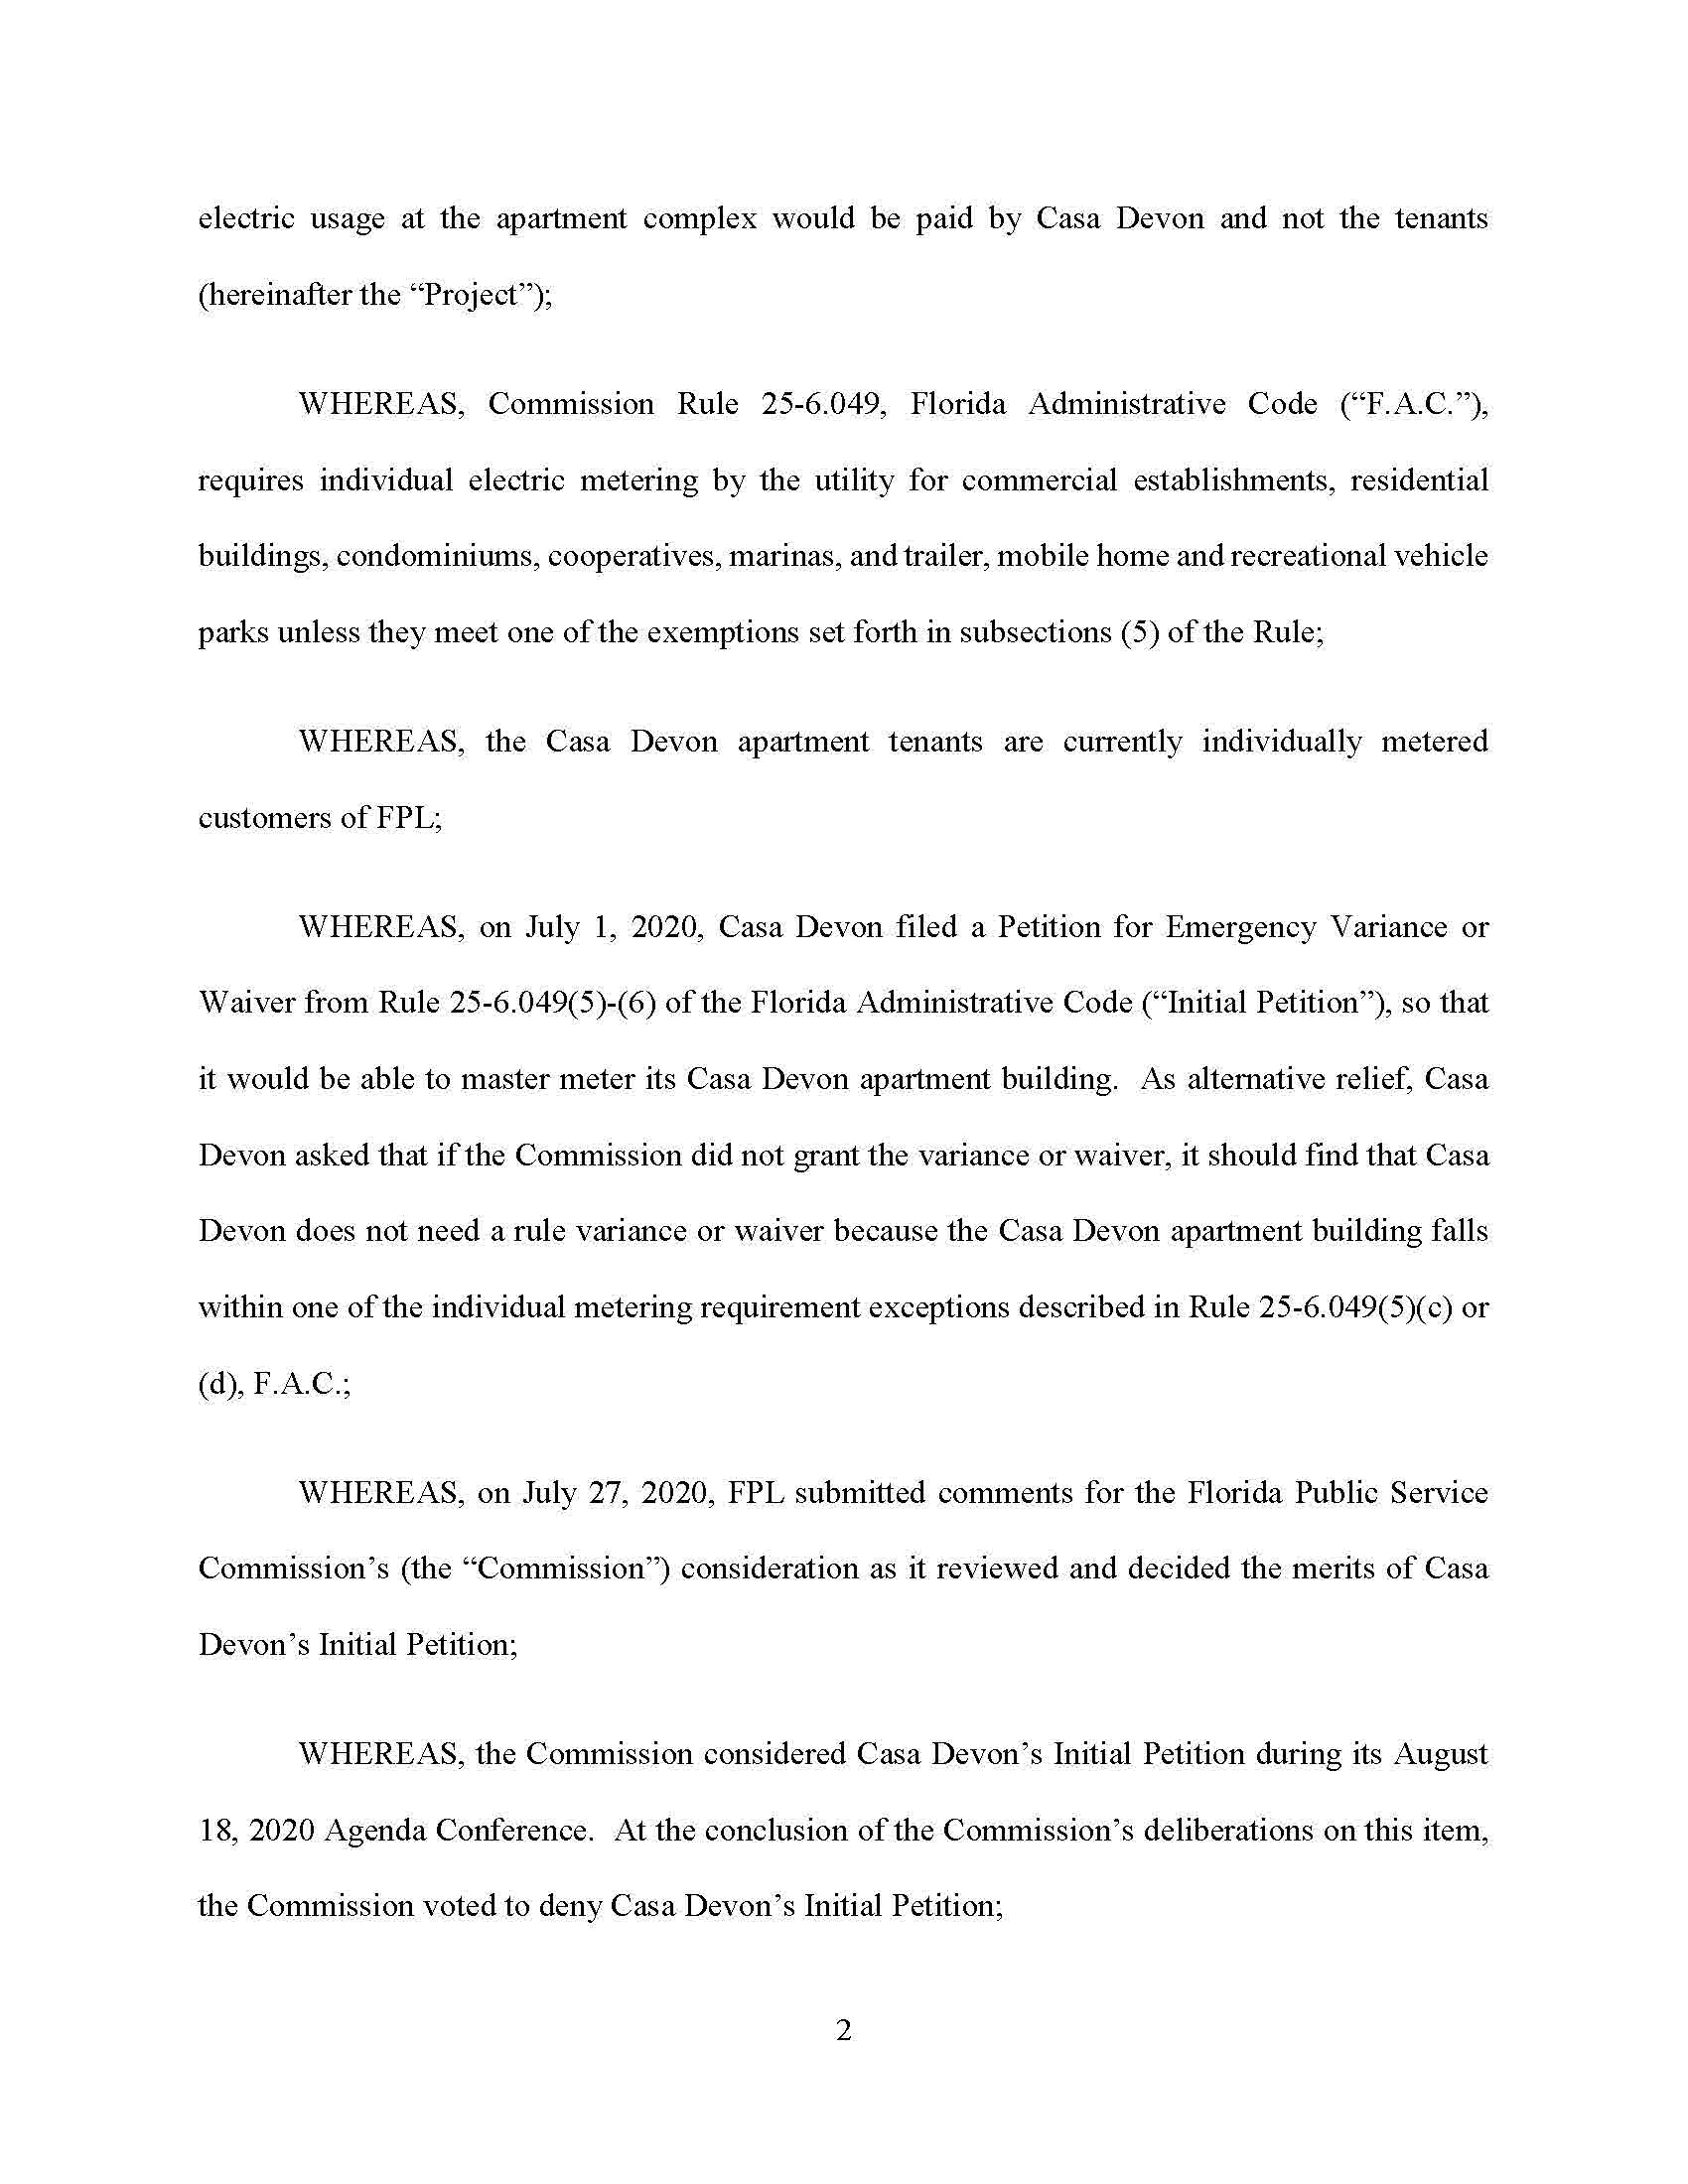 electric usage at the apartment complex would be paid by Casa Devon and not the tenants
(hereinafter the “Project”);
WHEREAS, Commission Rule 25-6.049, Florida Administrative Code (“F.A.C.”),
requires individual electric metering by the utility for commercial establishments, residential
buildings, condominiums, cooperatives, marinas, and trailer, mobile home and recreational vehicle
parks unless they meet one of the exemptions set forth in subsections (5) of the Rule;
WHEREAS, the Casa Devon apartment tenants are currently individually metered
customers of FPL;
WHEREAS, on July 1, 2020, Casa Devon filed a Petition for Emergency Variance or
Waiver from Rule 25-6.049(5)-(6) of the Florida Administrative Code (“Initial Petition”), so that
it would be able to master meter its Casa Devon apartment building.  As alternative relief, Casa
Devon asked that if the Commission did not grant the variance or waiver, it should find that Casa
Devon does not need a rule variance or waiver because the Casa Devon apartment building falls
within one of the individual metering requirement exceptions described in Rule 25-6.049(5)(c) or
(d), F.A.C.;
WHEREAS, on July 27, 2020, FPL submitted comments for the Florida Public Service
Commission’s (the “Commission”) consideration as it reviewed and decided the merits of Casa
Devon’s Initial Petition;
WHEREAS, the Commission considered Casa Devon’s Initial Petition during its August
18, 2020 Agenda Conference.  At the conclusion of the Commission’s deliberations on this item,
the Commission voted to deny Casa Devon’s Initial Petition;
2